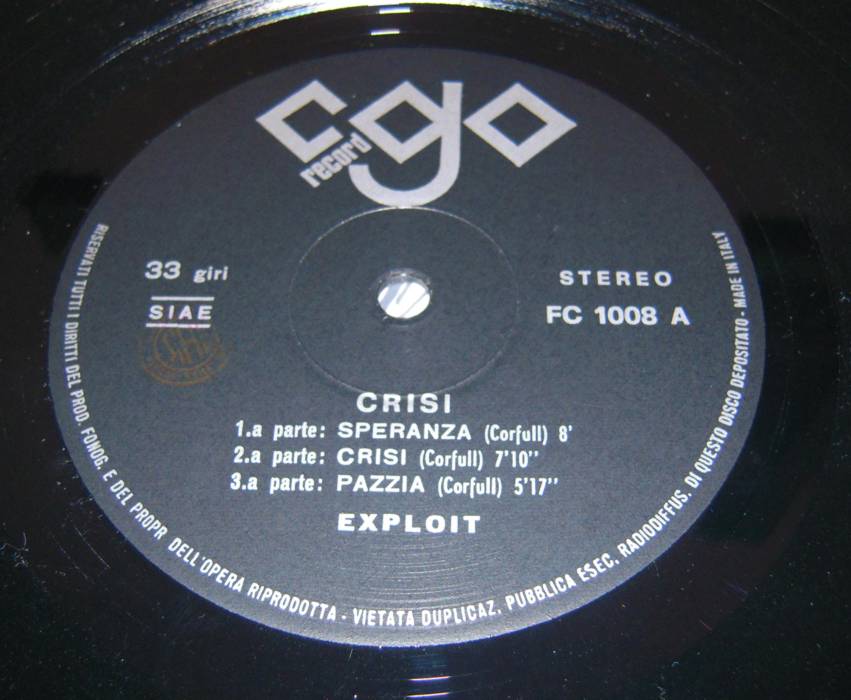 cgo
record
33 giri
STEREO
SIAE
FC 1008 A
CRISI
1.a parte: SPERANZA (Corfull) 8'
2.a parte: CRISI (Corfull) 7'10''
3.a parte: PAZZIA (Corfull) 5'17''
EXPLOIT
RISERVATI TUTTI I DIRITTI DEL PROD. FONOG. E DEL PROPR DELL'OPERA RIPRODOTTA - VIETATA DUPLICAZ. PUBBLICA ESEC. RADIODIFFUS. DI QUESTO DISCO DEPOSITATO - MADE IN ITALY